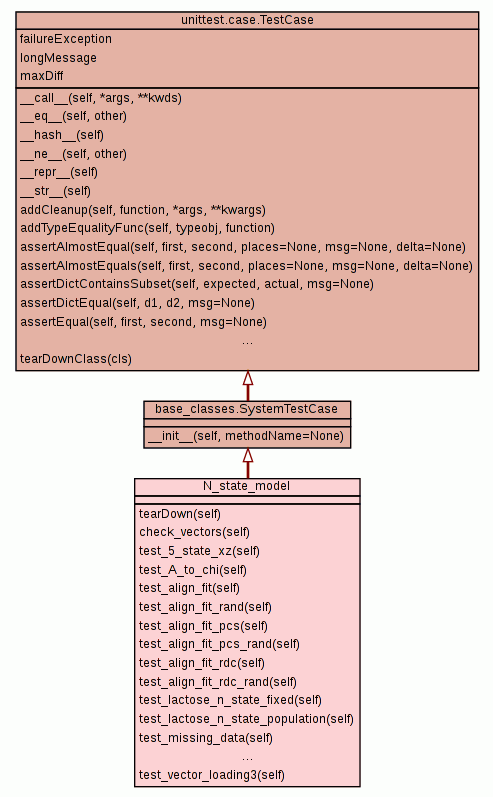 unittest.case.TestCase
failureException
longMessage
maxDiff
__call__(self, *args, **kwds)
__eq__(self, other)
__hash__(self)
__ne__(self, other)
__repr__(self)
__str__(self)
addCleanup(self, function, *args, **kwargs)
addTypeEqualityFunc(self, typeobj, function)
assertAlmostEqual(self, first, second, places=None, msg=None, delta=None)
assertAlmostEquals(self, first, second, places=None, msg=None, delta=None)
assertDictContainsSubset(self, expected, actual, msg=None)
assertDictEqual(self, d1, d2, msg=None)
assertEqual(self, first, second, msg=None)
...
tearDownClass(cls)
base_classes.SystemTestCase
__init__(self, methodName=None)
N_state_model
tearDown(self)
check_vectors(self)
test_5_state_xz(self)
test_A_to_chi(self)
test_align_fit(self)
test_align_fit_rand(self)
test_align_fit_pcs(self)
test_align_fit_pcs_rand(self)
test_align_fit_rdc(self)
test_align_fit_rdc_rand(self)
test_lactose_n_state_fixed(self)
test_lactose_n_state_population(self)
test_missing_data(self)
...
test_vector_loading3(self)